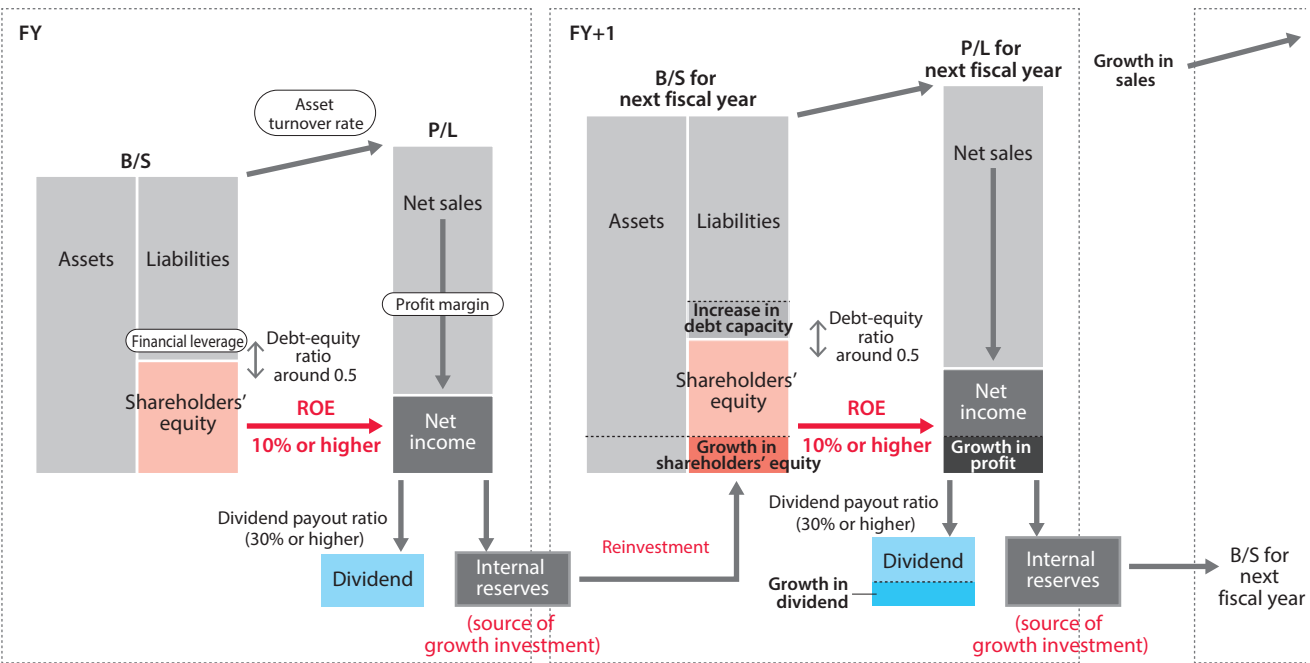 FY
Asset
turnover rate
B/S
P/L
Assets
Liabilities
Net sales
Profit margin
Financial leverage
Debt-equity
ratio
around 0.5
Shareholders'
equity
ROE
10% or higher
Net
income
Dividend payout ratio
(30% or higher)
Dividend
Internal
reserves
(source of
growth investment)
Reinvestment
FY+1
B/S for
next fiscal year
P/L for
next fiscal year
Assets
Liabilities
Net sales
Increase in
debt capacity
Debt-equity
ratio
around 0.5
Shareholders'
equity
Growth in
shareholders' equity
ROE
10% or higher
Net
income
Growth in
profit
Dividend payout ratio
(30% or higher)
Dividend
Growth in
dividend
Internal
reserves
(source of
growth investment)
Growth in
sales
B/S for
next
fiscal year